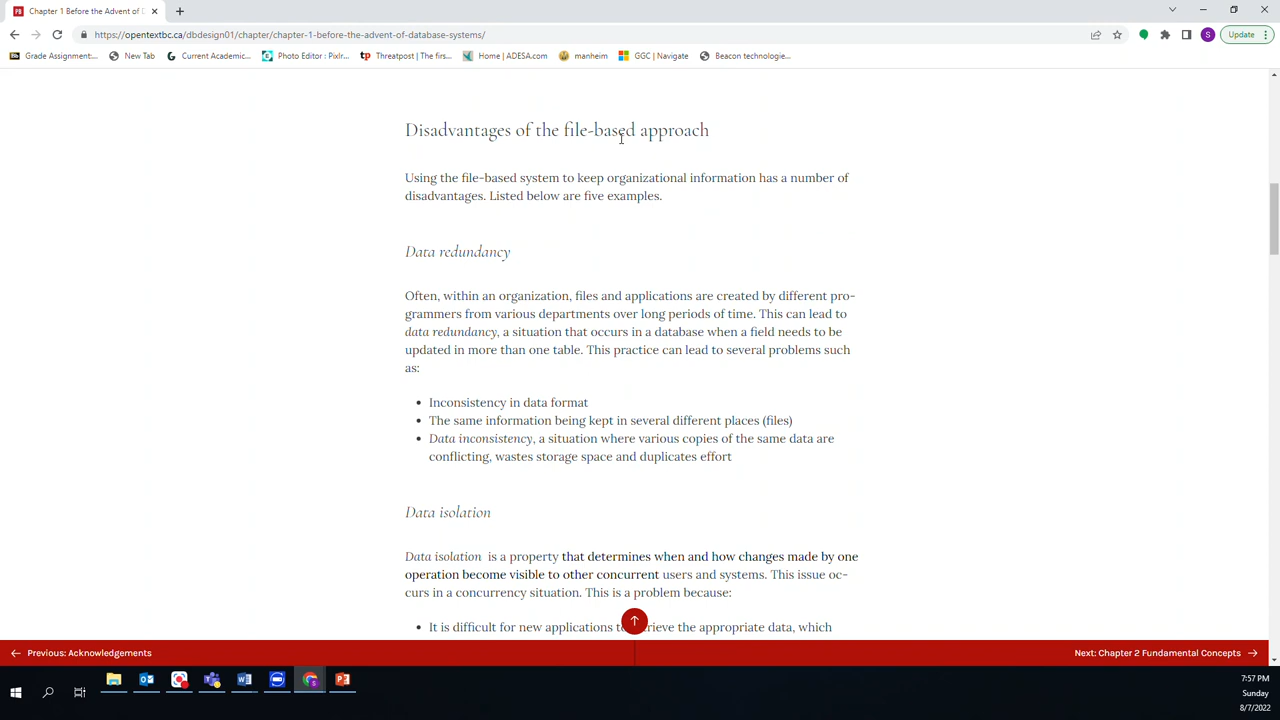 Chapter 1 Before the Advent of D
https://opentextbc.ca/dbdesign01/chapter/chapter-1-before-the-advent-of-database-systems/
S
Update
Grade Assignment:...
New Tab
Current Academic...
Photo Editor : Pixlr...
Threatpost | The firs...
Home | ADESA.com
manheim
GGC | Navigate
Beacon technologie...
Disadvantages of the file-based approach
Using the file-based system to keep organizational information has a number of
disadvantages. Listed below are five examples.
Data redundancy
Often, within an organization, files and applications are created by different pro-
grammers from various departments over long periods of time. This can lead to
data redundancy, a situation that occurs in a database when a field needs to be
updated in more than one table. This practice can lead to several problems such
as:
• Inconsistency in data format
• The same information being kept in several different places (files)
• Data inconsistency, a situation where various copies of the same data are
conflicting, wastes storage space and duplicates effort
Data isolation
Data isolation is a property that determines when and how changes made by one
operation become visible to other concurrent users and systems. This issue oc-
curs in a concurrency situation. This is a problem because:
• It is difficult for new applications to retrieve the appropriate data, which
Previous: Acknowledgements
Next: Chapter 2 Fundamental Concepts
7:57 PM
Sunday
8/7/2022